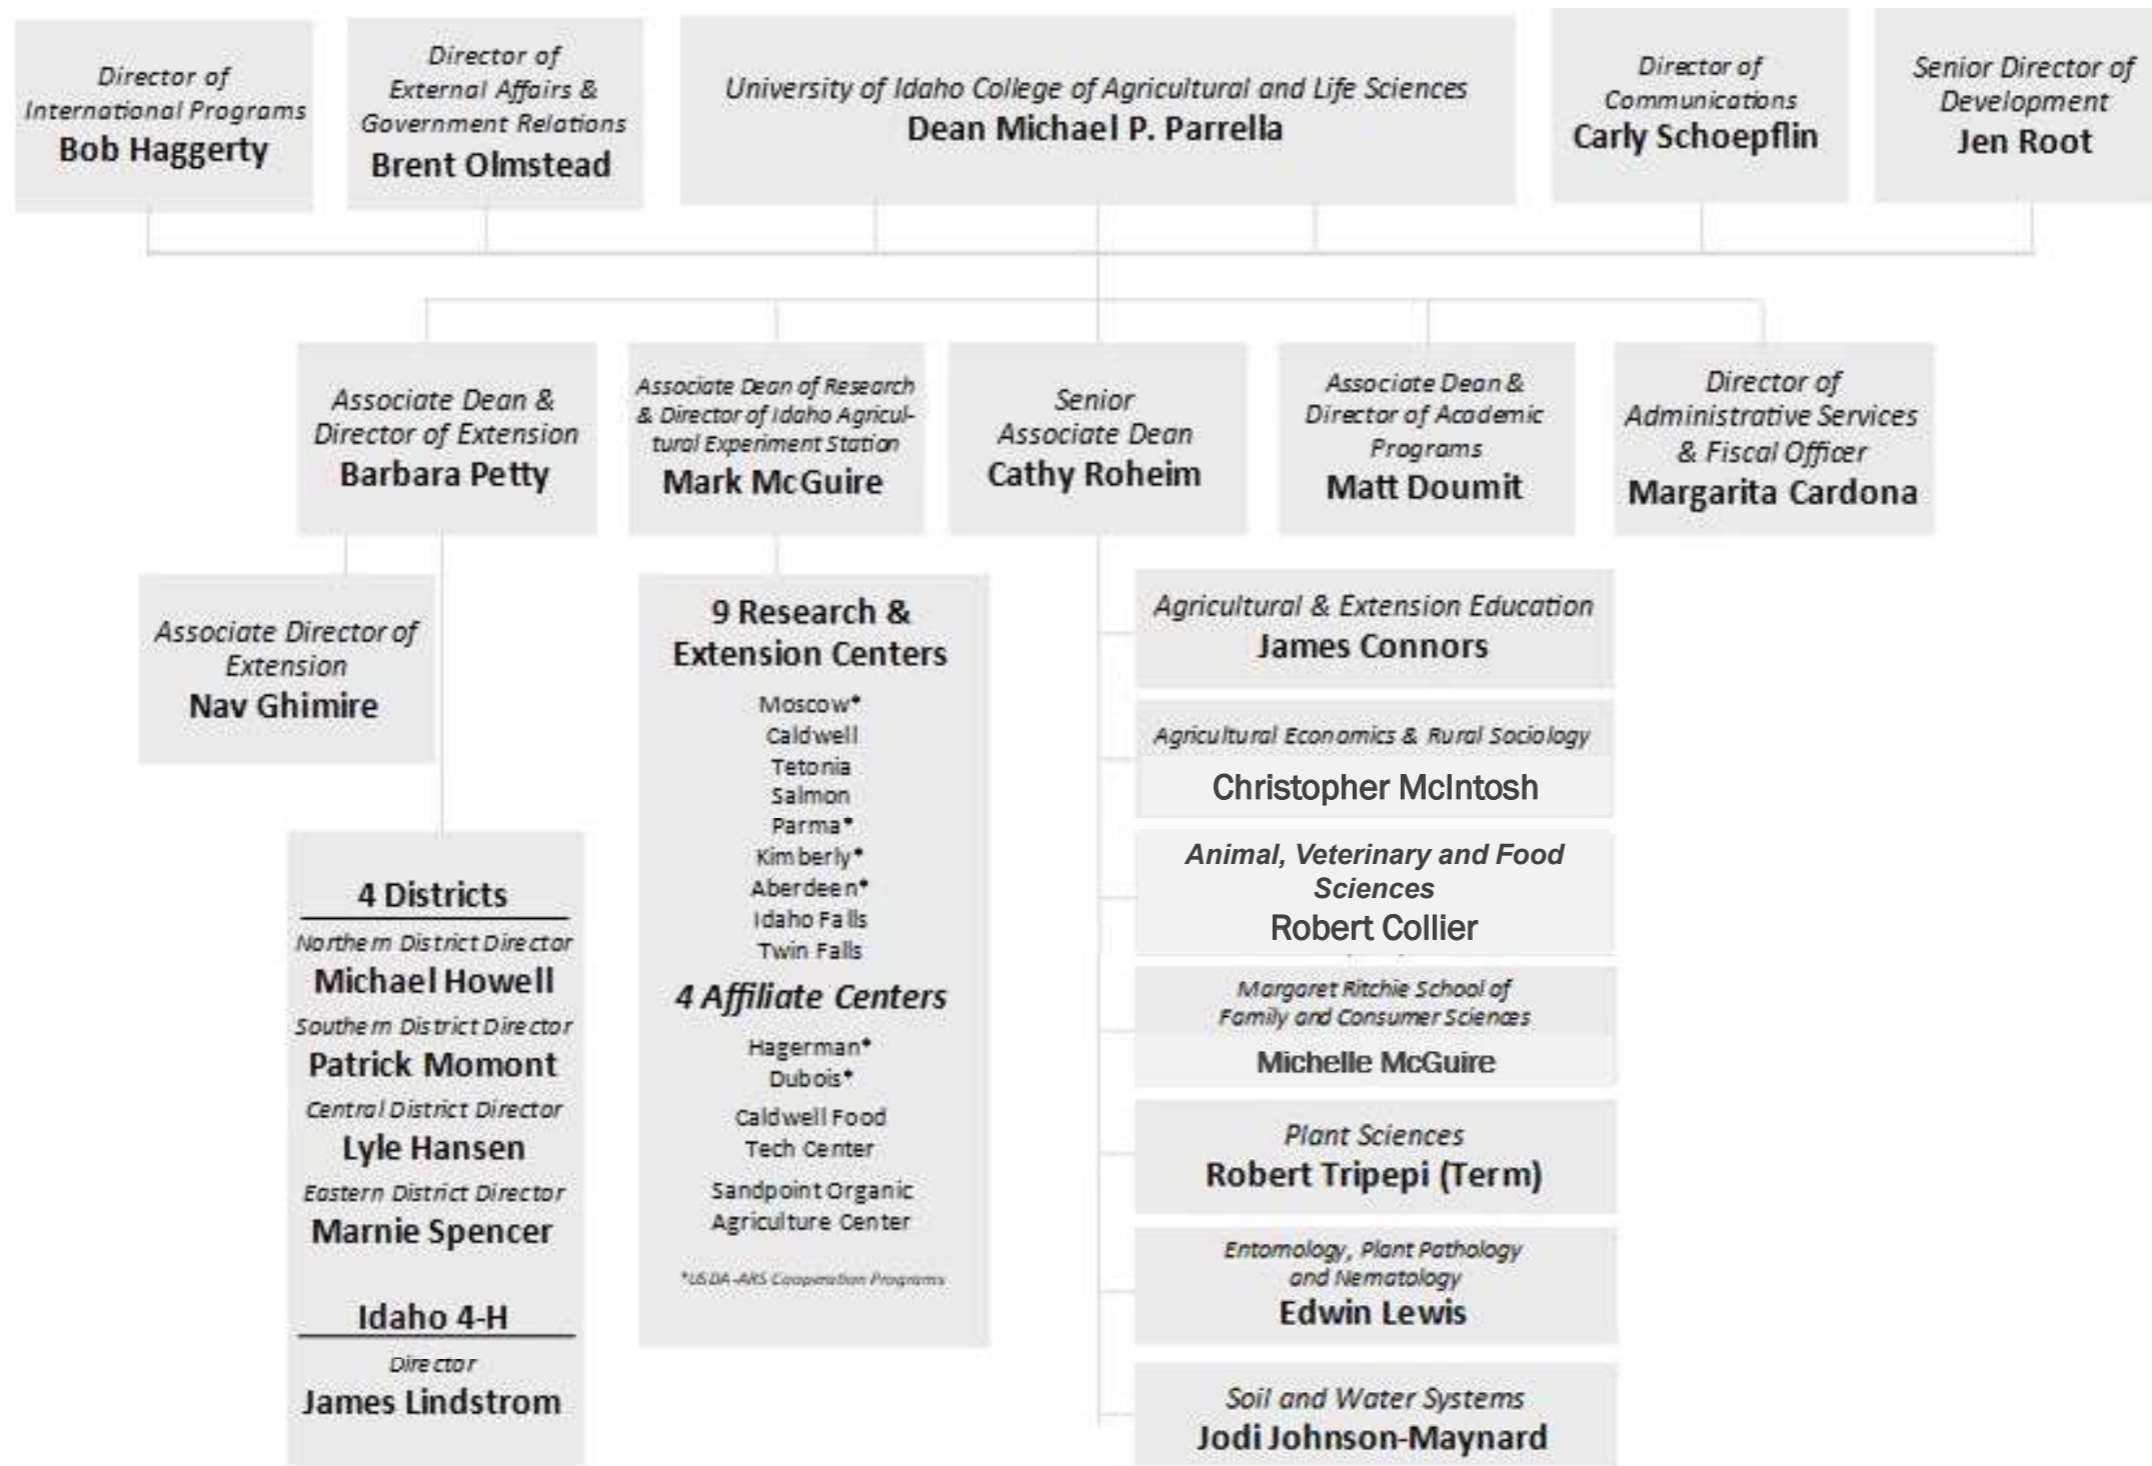 Director of
International Programs
Bob Haggerty
Director of
External Affairs &
Government Relations
Brent Olmstead
University of Idaho College of Agricultural and Life Sciences
Dean Michael P. Parrella
Director of
Communications
Carly Schoepflin
Senior Director of
Development
Jen Root
Associate Dean &
Director of Extension
Barbara Petty
Associate Dean of Research
& Director of Idaho Agricul-
tural Experiment Station
Mark McGuire
Senior
Associate Dean
Cathy Roheim
Associate Dean &
Director of Academic
Programs
Matt Doumit
Director of
Administrative Services
& Fiscal Officer
Margarita Cardona
Associate Director of
Extension
Nav Ghimire
4 Districts
Northern District Director
Michael Howell
Southern District Director
Patrick Momont
Central District Director
Lyle Hansen
Eastern District Director
Marnie Spencer
Idaho 4-H
Director
James Lindstrom
9 Research &
Extension Centers
Moscow*
Caldwell
Tetonia
Salmon
Parma*
Kimberly*
Aberdeen*
Idaho Falls
Twin Falls
4 Affiliate Centers
Hagerman*
Dubois*
Caldwell Food
Tech Center
Sandpoint Organic
Agriculture Center
*USDA-ARS Cooperation Programs
Agricultural & Extension Education
James Connors
Agricultural Economics & Rural Sociology
Christopher McIntosh
Animal, Veterinary and Food
Sciences
Robert Collier
Margaret Ritchie School of
Family and Consumer Sciences
Michelle McGuire
Plant Sciences
Robert Tripepi (Term)
Entomology, Plant Pathology
and Nematology
Edwin Lewis
Soil and Water Systems
Jodi Johnson-Maynard